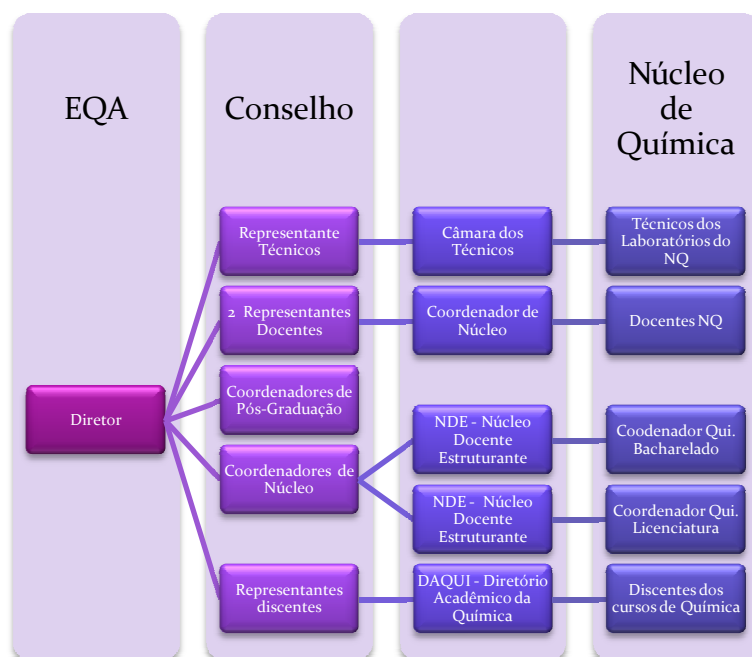 EQA
Conselho
Núcleo
de
Química
Representante
Técnicos
Câmara dos
Técnicos
Técnicos dos
Laboratórios do
NQ
2 Representantes
Docentes
Coordenador de
Núcleo
Docentes NQ
Diretor
Coordenadores de
Pós-Graduação
Coordenadores de
Núcleo
NDE - Núcleo
Docente
Estruturante
Coodenador Qui.
Bacharelado
NDE - Núcleo
Docente
Estruturante
Coordenador Qui.
Licenciatura
Representantes
discentes
DAQUI - Diretório
Acadêmico da
Química
Discentes dos
cursos de Química